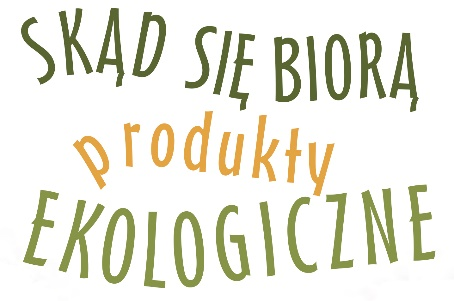 SKĄD SIĘ BIORĄ
produkty
EKOLOGICZNE